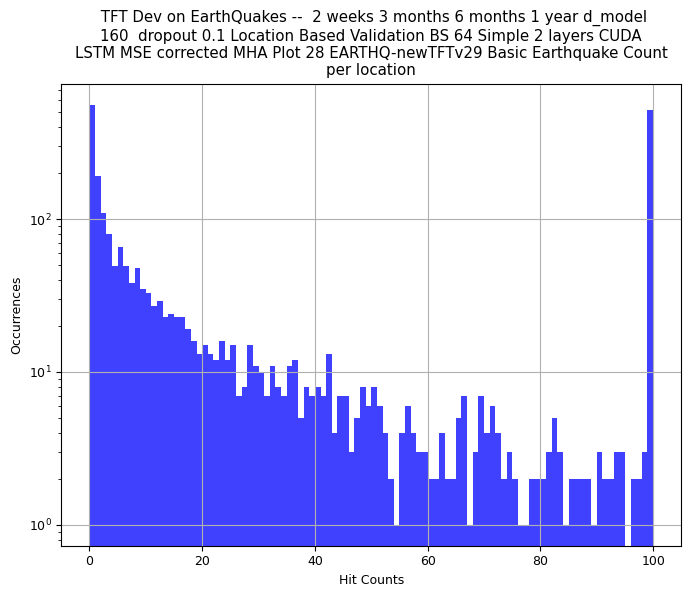 TFT Dev on EarthQuakes --  2 weeks 3 months 6 months 1 year d_model
160  dropout 0.1 Location Based Validation BS 64 Simple 2 layers CUDA
LSTM MSE corrected MHA Plot 28 EARTHQ-newTFTv29 Basic Earthquake Count
per location
Occurrences
10²
10¹
10⁰
0 20 40 60 80 100
Hit Counts